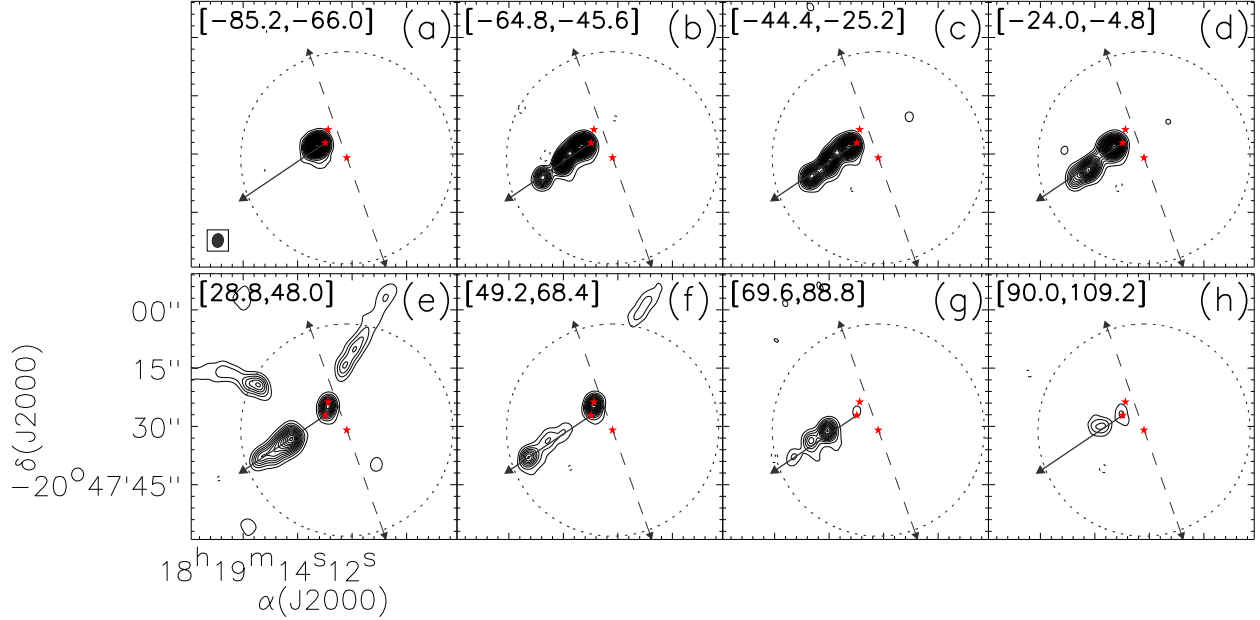 [−85.2,−66.0] (a)
[−64.8,−45.6] (b)
[−44.4,−25.2] (c)
[−24.0,−4.8] (d)
[28.8,48.0] (e)
[49.2,68.4] (f)
[69.6,88.8] (g)
[90.0,109.2] (h)
00''
15''
30''
−20°47'45''
δ(J2000)
18ʰ19ᵐ14ˢ12ˢ
α(J2000)